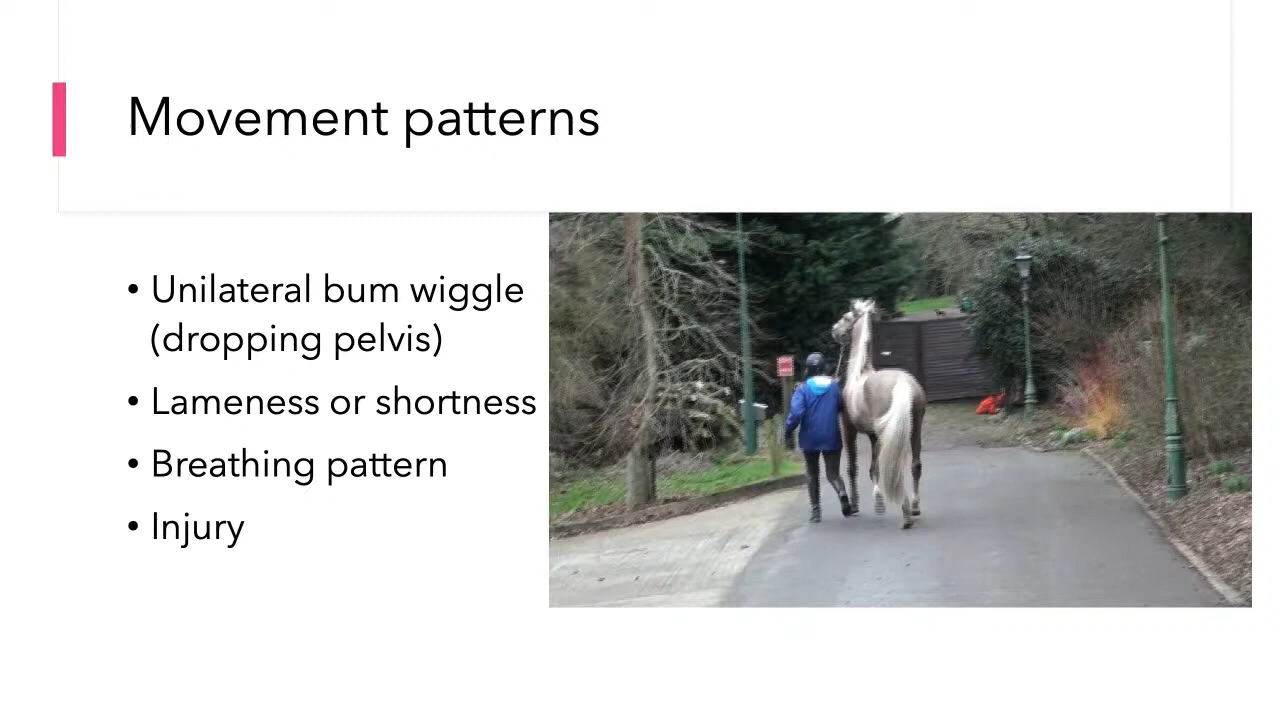 Movement patterns
• Unilateral bum wiggle
(dropping pelvis)
• Lameness or shortness
• Breathing pattern
• Injury